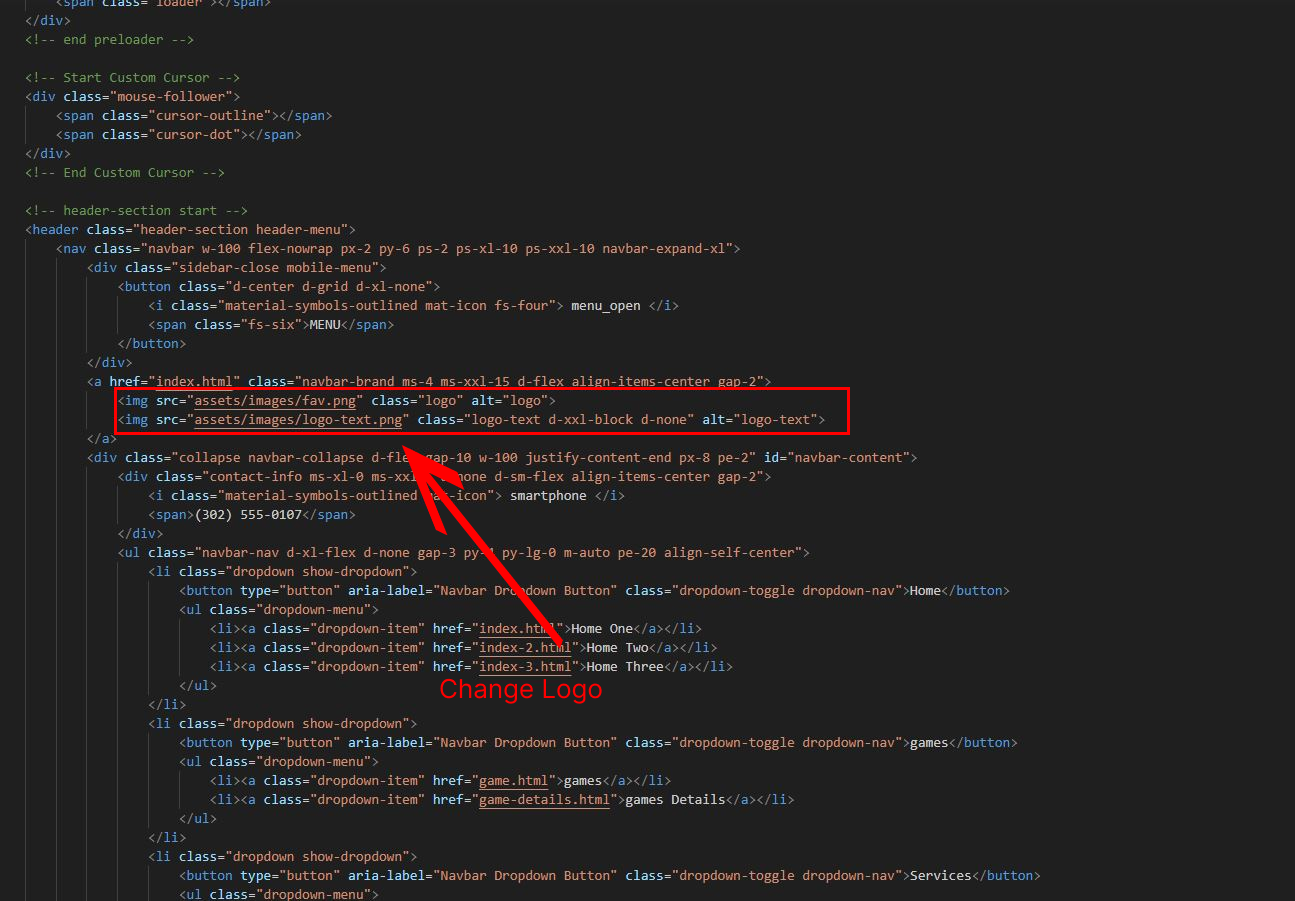 <span class="loader"></span>
</div>
<!-- end preloader -->
<!-- Start Custom Cursor -->
<div class="mouse-follower">
<span class="cursor-outline"></span>
<span class="cursor-dot"></span>
</div>
<!-- End Custom Cursor -->
<!-- header-section start -->
<header class="header-section header-menu">
<nav class="navbar w-100 flex-nowrap px-2 py-6 ps-2 ps-xl-10 ps-xxl-10 navbar-expand-xl">
<div class="sidebar-close mobile-menu">
<button class="d-center d-grid d-xl-none">
<i class="material-symbols-outlined mat-icon fs-four"> menu_open </i>
<span class="fs-six">MENU</span>
</button>
</div>
<a href="index.html" class="navbar-brand ms-4 ms-xxl-15 d-flex align-items-center gap-2">
<img src="assets/images/fav.png" class="logo" alt="logo">
<img src="assets/images/logo-text.png" class="logo-text d-xxl-block d-none" alt="logo-text">
</a>
<div class="collapse navbar-collapse d-flex gap-10 w-100 justify-content-end px-8 pe-2" id="navbar-content">
<div class="contact-info ms-xl-0 d-sm-flex align-items-center gap-2">
<i class="material-symbols-outlined mat-icon"> smartphone </i>
<span>(302) 555-0107</span>
</div>
<ul class="navbar-nav d-xl-flex d-none gap-3 py-4 py-lg-0 m-auto pe-20 align-self-center">
<li class="dropdown show-dropdown">
<button type="button" aria-label="Navbar Dropdown Button" class="dropdown-toggle dropdown-nav">Home</button>
<ul class="dropdown-menu">
<li><a class="dropdown-item" href="index.html">Home One</a></li>
<li><a class="dropdown-item" href="index-2.html">Home Two</a></li>
<li><a class="dropdown-item" href="index-3.html">Home Three</a></li>
</ul>
Change Logo
</li>
<li class="dropdown show-dropdown">
<button type="button" aria-label="Navbar Dropdown Button" class="dropdown-toggle dropdown-nav">games</button>
<ul class="dropdown-menu">
<li><a class="dropdown-item" href="game.html">games</a></li>
<li><a class="dropdown-item" href="game-details.html">games Details</a></li>
</ul>
</li>
<li class="dropdown show-dropdown">
<button type="button" aria-label="Navbar Dropdown Button" class="dropdown-toggle dropdown-nav">Services</button>
<ul class="dropdown-menu">